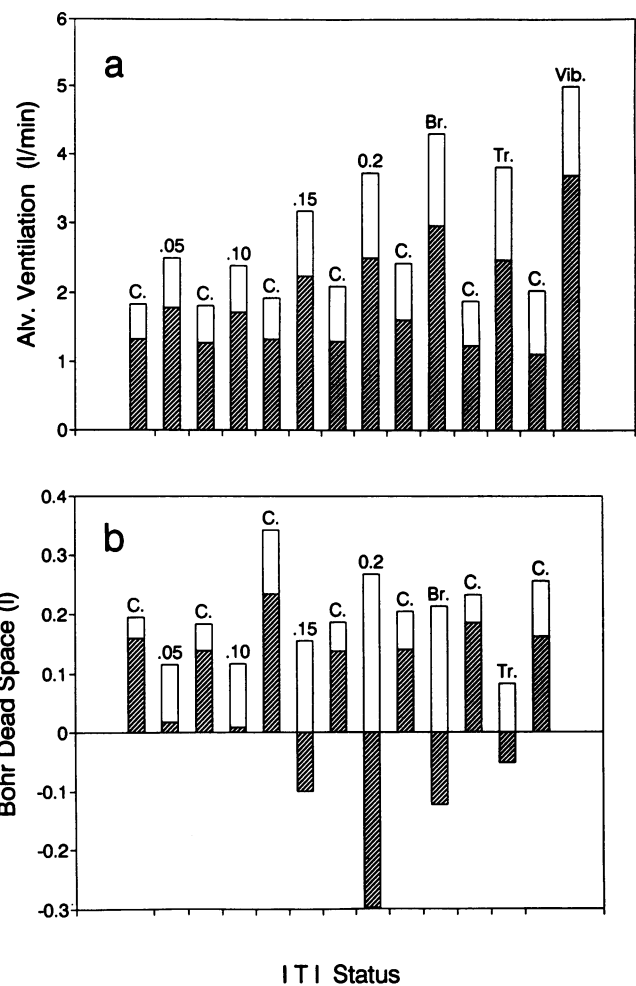 6
a
Vib.
5
Br.
4
0.2
Tr.
.15
3
.05
.10
C.
C.
C.
C.
C.
C.
C.
2
1
0
Alv. Ventilation (l/min)
0.4
b
C.
0.3
0.2
C.
C.
C.
C.
Br.
C.
C.
0.2
.05
.10
.15
Tr.
0.1
0
-0.1
-0.2
-0.3
Bohr Dead Space (l)
I T I Status